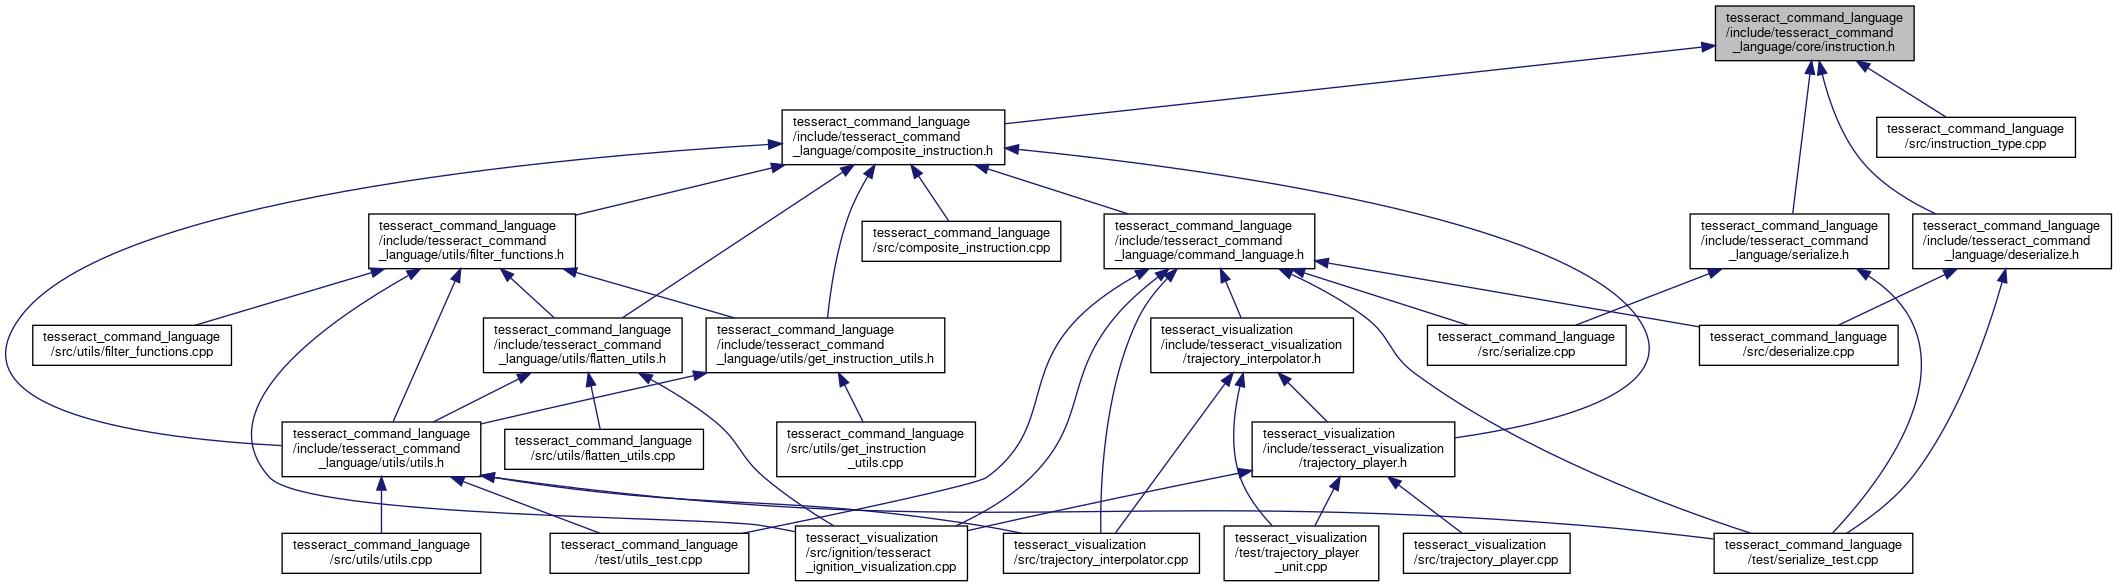 tesseract_command_language
/include/tesseract_command
_language/core/instruction.h
tesseract_command_language
/include/tesseract_command
_language/composite_instruction.h
tesseract_command_language
/src/instruction_type.cpp
tesseract_command_language
/include/tesseract_command
_language/utils/filter_functions.h
tesseract_command_language
/src/composite_instruction.cpp
tesseract_command_language
/include/tesseract_command
_language/command_language.h
tesseract_command_language
/include/tesseract_command
_language/serialize.h
tesseract_command_language
/include/tesseract_command
_language/deserialize.h
tesseract_command_language
/src/utils/filter_functions.cpp
tesseract_command_language
/include/tesseract_command
_language/utils/flatten_utils.h
tesseract_command_language
/include/tesseract_command
_language/utils/get_instruction_utils.h
tesseract_visualization
/include/tesseract_visualization
/trajectory_interpolator.h
tesseract_command_language
/src/serialize.cpp
tesseract_command_language
/src/deserialize.cpp
tesseract_command_language
/include/tesseract_command
_language/utils/utils.h
tesseract_command_language
/src/utils/flatten_utils.cpp
tesseract_command_language
/src/utils/get_instruction
_utils.cpp
tesseract_visualization
/include/tesseract_visualization
/trajectory_player.h
tesseract_command_language
/src/utils/utils.cpp
tesseract_command_language
/test/utils_test.cpp
tesseract_visualization
/src/ignition/tesseract
_ignition_visualization.cpp
tesseract_visualization
/src/trajectory_interpolator.cpp
tesseract_visualization
/test/trajectory_player
_unit.cpp
tesseract_visualization
/src/trajectory_player.cpp
tesseract_command_language
/test/serialize_test.cpp